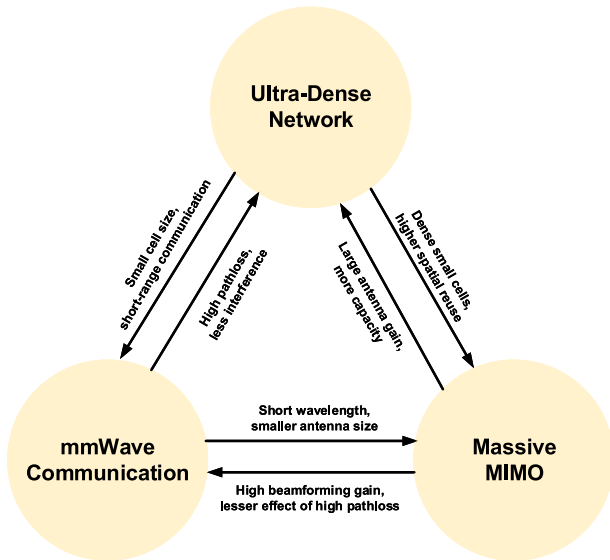 Ultra-Dense
Network
Small cell size,
short-range communication
High pathloss,
less interference
Large antenna gain,
more capacity
Dense small cells,
higher spatial reuse
mmWave
Communication
Short wavelength,
smaller antenna size
High beamforming gain,
lesser effect of high pathloss
Massive
MIMO